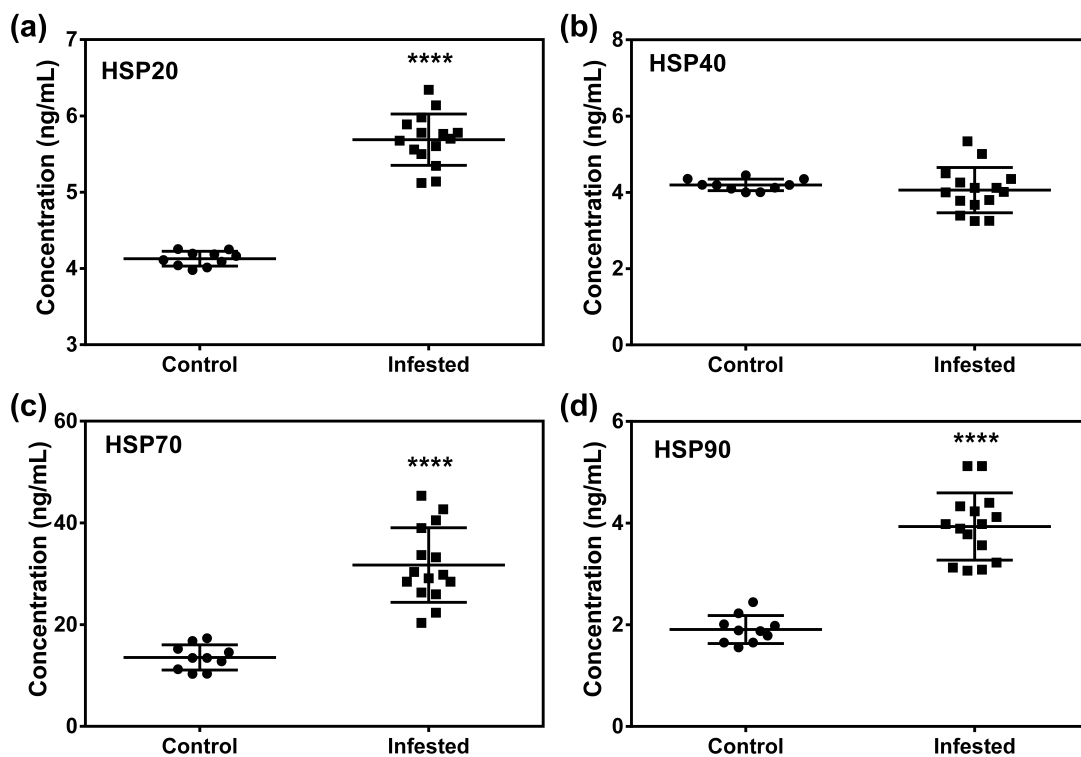 (a)
HSP20
****
Concentration (ng/mL)
7
6
5
4
3
Control
Infested
(b)
HSP40
Concentration (ng/mL)
8
6
4
2
0
Control
Infested
(c)
HSP70
****
Concentration (ng/mL)
60
40
20
0
Control
Infested
(d)
HSP90
****
Concentration (ng/mL)
6
4
2
0
Control
Infested